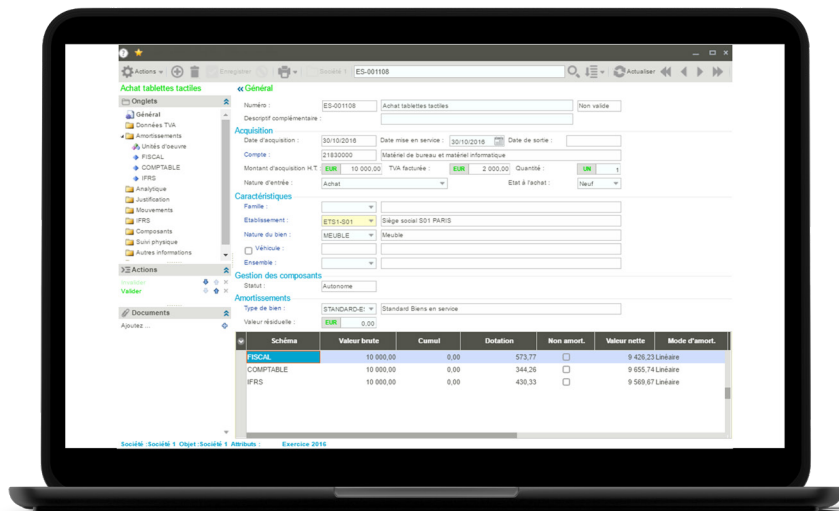 Actions
Enregistrer
Société 1
ES-001108
Actualiser
Achat tablettes tactiles
Onglets
Général
Données TVA
Amortissements
Unités d'oeuvre
FISCAL
COMPTABLE
IFRS
Analytique
Justification
Mouvements
IFRS
Composants
Suivi physique
Autres informations
Actions
Invalider
Valider
Documents
Ajoutez ...
Général
Numéro : ES-001108 Achat tablettes tactiles Non valide
Descriptif complémentaire :
Acquisition
Date d'acquisition : 30/10/2016 Date mise en service : 30/10/2016 Date de sortie :
Compte : 21830000 Matériel de bureau et matériel informatique
Montant d'acquisition H.T. : EUR 10 000,00 TVA facturée : EUR 2 000,00 Quantité : UN 1
Nature d'entrée : Achat Etat à l'achat : Neuf
Caractéristiques
Famille :
Etablissement : ETS1-S01 Siège social S01 PARIS
Nature du bien : MEUBLE Meuble
Véhicule :
Ensemble :
Gestion des composants
Statut : Autonome
Amortissements
Type de bien : STANDARD-E: Standard Biens en service
Valeur résiduelle : EUR 0,00
Schéma Valeur brute Cumul Dotation Non amort. Valeur nette Mode d'amort.
FISCAL 10 000,00 0,00 573,77 9 426,23 Linéaire
COMPTABLE 10 000,00 0,00 344,26 9 655,74 Linéaire
IFRS 10 000,00 0,00 430,33 9 569,67 Linéaire
Société :Société 1 Objet :Société 1 Attributs : Exercice 2016